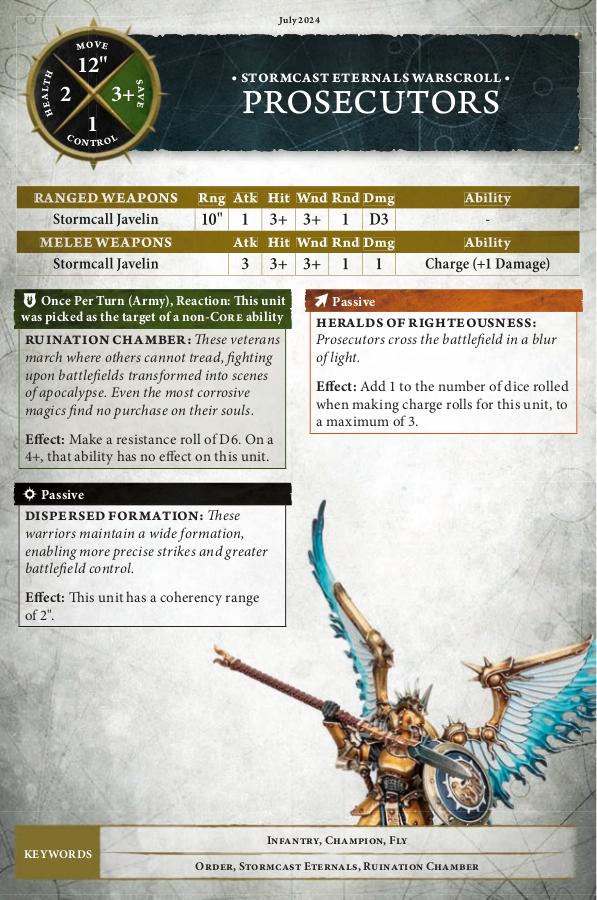 July 2024
MOVE
12"
HEALTH
2
3+
SAVE
1
CONTROL
• STORMCAST ETERNALS WARSCROLL •
PROSECUTORS
RANGED WEAPONS Rng Atk Hit Wnd Rnd Dmg Ability
Stormcall Javelin 10" 1 3+ 3+ 1 D3 -
MELEE WEAPONS Atk Hit Wnd Rnd Dmg Ability
Stormcall Javelin 3 3+ 3+ 1 1 Charge (+1 Damage)
Once Per Turn (Army), Reaction: This unit
was picked as the target of a non-CORE ability
RUINATION CHAMBER: These veterans
march where others cannot tread, fighting
upon battlefields transformed into scenes
of apocalypse. Even the most corrosive
magics find no purchase on their souls.
Effect: Make a resistance roll of D6. On a
4+, that ability has no effect on this unit.
Passive
HERALDS OF RIGHTEOUSNESS:
Prosecutors cross the battlefield in a blur
of light.
Effect: Add 1 to the number of dice rolled
when making charge rolls for this unit, to
a maximum of 3.
Passive
DISPERSED FORMATION: These
warriors maintain a wide formation,
enabling more precise strikes and greater
battlefield control.
Effect: This unit has a coherency range
of 2".
KEYWORDS
INFANTRY, CHAMPION, FLY
ORDER, STORMCAST ETERNALS, RUINATION CHAMBER